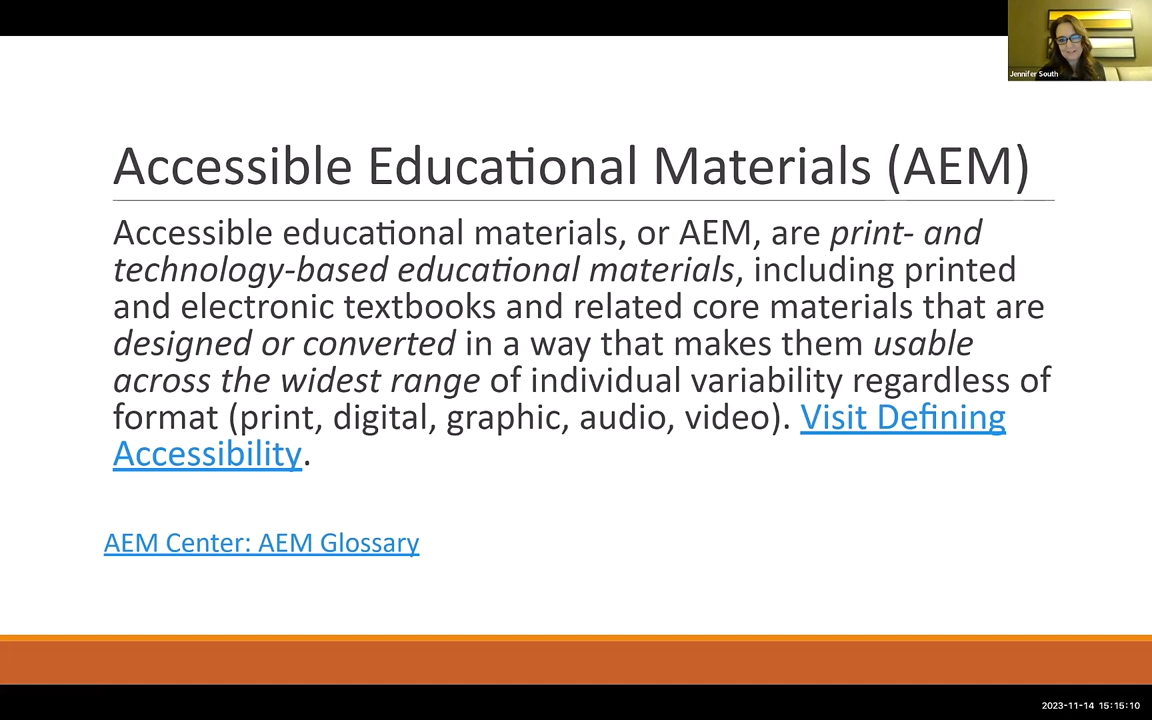 Jennifer South
Accessible Educational Materials (AEM)
Accessible educational materials, or AEM, are print- and
technology-based educational materials, including printed
and electronic textbooks and related core materials that are
designed or converted in a way that makes them usable
across the widest range of individual variability regardless of
format (print, digital, graphic, audio, video). Visit Defining
Accessibility.
AEM Center: AEM Glossary
2023-11-14 15:15:10